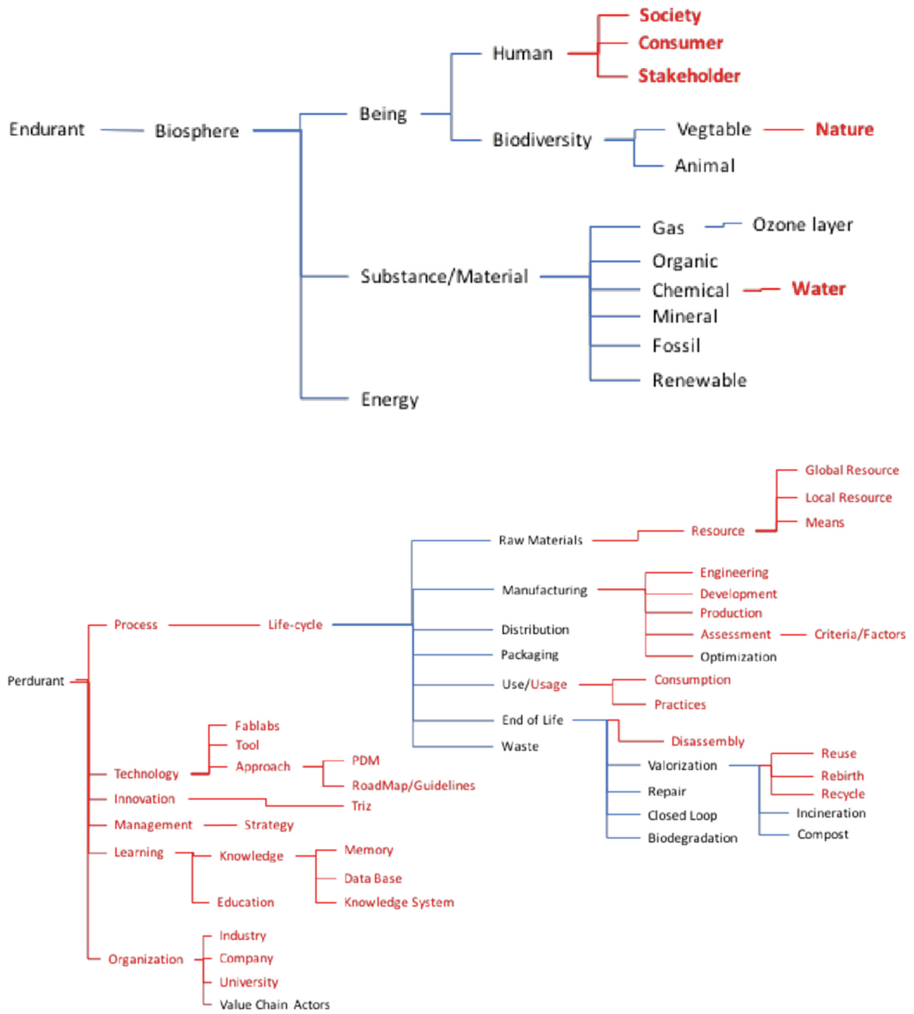 Society
Consumer
Human
Stakeholder
Being
Endurant
Biosphere
Vegtable
Nature
Biodiversity
Animal
Gas
Ozone layer
Organic
Substance/Material
Chemical
Water
Mineral
Fossil
Renewable
Energy
Global Resource
Local Resource
Means
Resource
Raw Materials
Engineering
Manufacturing
Development
Production
Process
Life-cycle
Distribution
Assessment
Criteria/Factors
Packaging
Optimization
Perdurant
Use/Usage
Consumption
Practices
End of Life
Fablabs
Tool
Waste
Disassembly
Approach
PDM
Valorization
Reuse
Technology
Rebirth
RoadMap/Guidelines
Repair
Recycle
Innovation
Triz
Closed Loop
Incineration
Management
Strategy
Biodegradation
Compost
Learning
Knowledge
Memory
Data Base
Education
Knowledge System
Industry
Organization
Company
University
Value Chain Actors